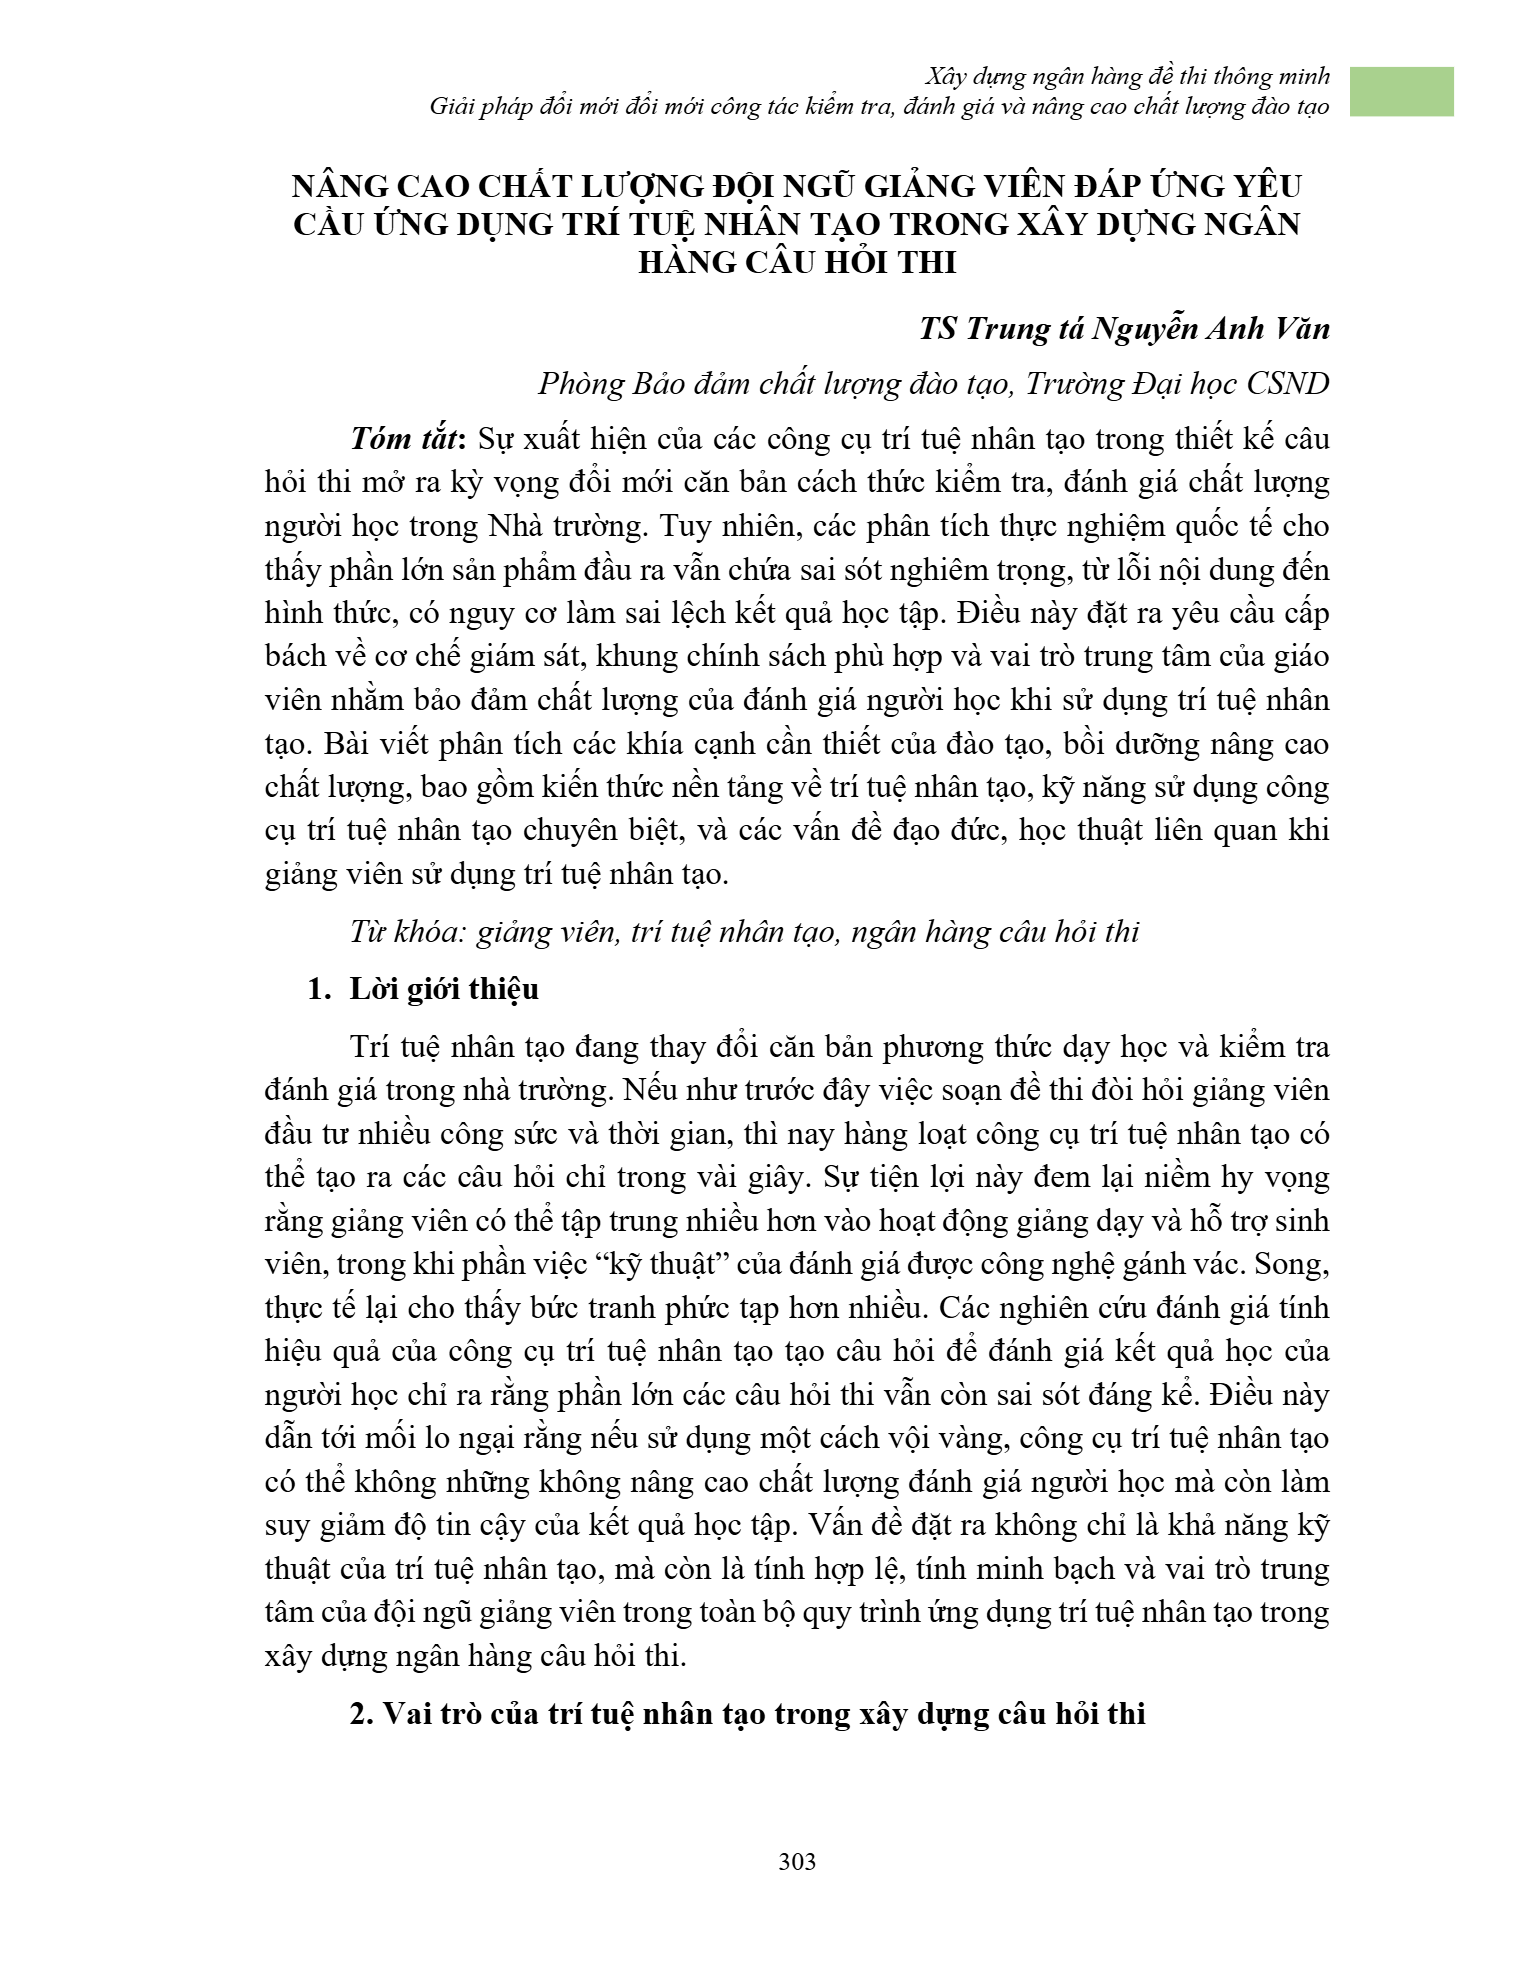 Xây dựng ngân hàng đề thi thông minh
Giải pháp đổi mới đổi mới công tác kiểm tra, đánh giá và nâng cao chất lượng đào tạo
NÂNG CAO CHẤT LƯỢNG ĐỘI NGŨ GIẢNG VIÊN ĐÁP ỨNG YÊU
CẦU ỨNG DỤNG TRÍ TUỆ NHÂN TẠO TRONG XÂY DỰNG NGÂN
HÀNG CÂU HỎI THI
TS Trung tá Nguyễn Anh Văn
Phòng Bảo đảm chất lượng đào tạo, Trường Đại học CSND
Tóm tắt: Sự xuất hiện của các công cụ trí tuệ nhân tạo trong thiết kế câu
hỏi thi mở ra kỳ vọng đổi mới căn bản cách thức kiểm tra, đánh giá chất lượng
người học trong Nhà trường. Tuy nhiên, các phân tích thực nghiệm quốc tế cho
thấy phần lớn sản phẩm đầu ra vẫn chứa sai sót nghiêm trọng, từ lỗi nội dung đến
hình thức, có nguy cơ làm sai lệch kết quả học tập. Điều này đặt ra yêu cầu cấp
bách về cơ chế giám sát, khung chính sách phù hợp và vai trò trung tâm của giáo
viên nhằm bảo đảm chất lượng của đánh giá người học khi sử dụng trí tuệ nhân
tạo. Bài viết phân tích các khía cạnh cần thiết của đào tạo, bồi dưỡng nâng cao
chất lượng, bao gồm kiến thức nền tảng về trí tuệ nhân tạo, kỹ năng sử dụng công
cụ trí tuệ nhân tạo chuyên biệt, và các vấn đề đạo đức, học thuật liên quan khi
giảng viên sử dụng trí tuệ nhân tạo.
Từ khóa: giảng viên, trí tuệ nhân tạo, ngân hàng câu hỏi thi
1. Lời giới thiệu
Trí tuệ nhân tạo đang thay đổi căn bản phương thức dạy học và kiểm tra
đánh giá trong nhà trường. Nếu như trước đây việc soạn đề thi đòi hỏi giảng viên
đầu tư nhiều công sức và thời gian, thì nay hàng loạt công cụ trí tuệ nhân tạo có
thể tạo ra các câu hỏi chỉ trong vài giây. Sự tiện lợi này đem lại niềm hy vọng
rằng giảng viên có thể tập trung nhiều hơn vào hoạt động giảng dạy và hỗ trợ sinh
viên, trong khi phần việc “kỹ thuật” của đánh giá được công nghệ gánh vác. Song,
thực tế lại cho thấy bức tranh phức tạp hơn nhiều. Các nghiên cứu đánh giá tính
hiệu quả của công cụ trí tuệ nhân tạo tạo câu hỏi để đánh giá kết quả học của
người học chỉ ra rằng phần lớn các câu hỏi thi vẫn còn sai sót đáng kể. Điều này
dẫn tới mối lo ngại rằng nếu sử dụng một cách vội vàng, công cụ trí tuệ nhân tạo
có thể không những không nâng cao chất lượng đánh giá người học mà còn làm
suy giảm độ tin cậy của kết quả học tập. Vấn đề đặt ra không chỉ là khả năng kỹ
thuật của trí tuệ nhân tạo, mà còn là tính hợp lệ, tính minh bạch và vai trò trung
tâm của đội ngũ giảng viên trong toàn bộ quy trình ứng dụng trí tuệ nhân tạo trong
xây dựng ngân hàng câu hỏi thi.
2. Vai trò của trí tuệ nhân tạo trong xây dựng câu hỏi thi
303